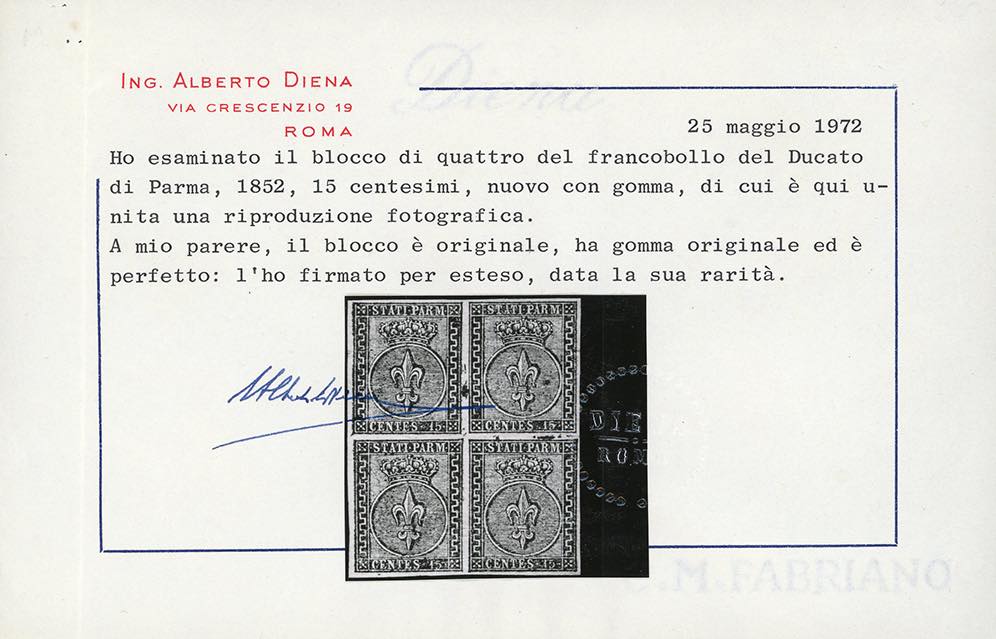 Diena
ING. ALBERTO DIENA
VIA CRESCENZIO 19
ROMA
25 maggio 1972
Ho esaminato il blocco di quattro del francobollo del Ducato
di Parma, 1852, 15 centesimi, nuovo con gomma, di cui è qui u-
nita una riproduzione fotografica.
A mio parere, il blocco è originale, ha gomma originale ed è
perfetto: l'ho firmato per esteso, data la sua rarità.
STATI·PARM STATI·PARM
CENTES·15 CENTES·15
STATI·PARM STATI·PARM
CENTES·15 CENTES·15
DIE
ROM
.M.FABRIANO